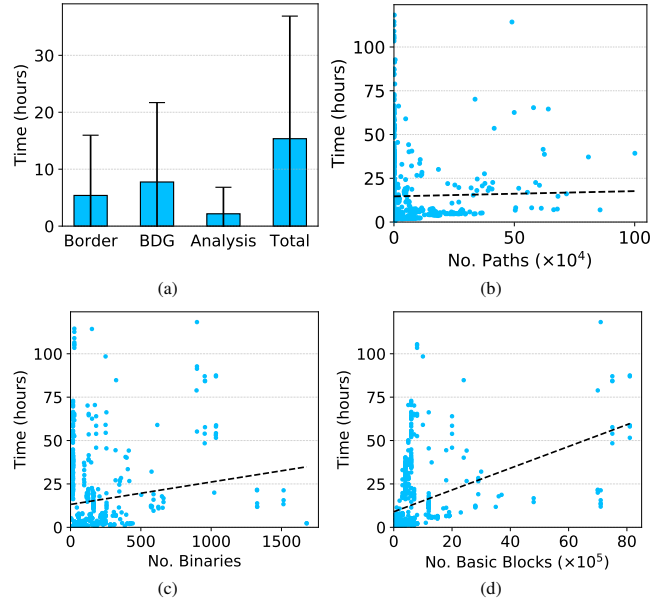 30
20
10
0
Time (hours)
Border BDG Analysis Total
(a)
100
75
50
25
0
Time (hours)
0 50 100
No. Paths (×10⁴)
(b)
100
75
50
25
0
Time (hours)
0 500 1000 1500
No. Binaries
(c)
100
75
50
25
0
Time (hours)
0 20 40 60 80
No. Basic Blocks (×10⁵)
(d)